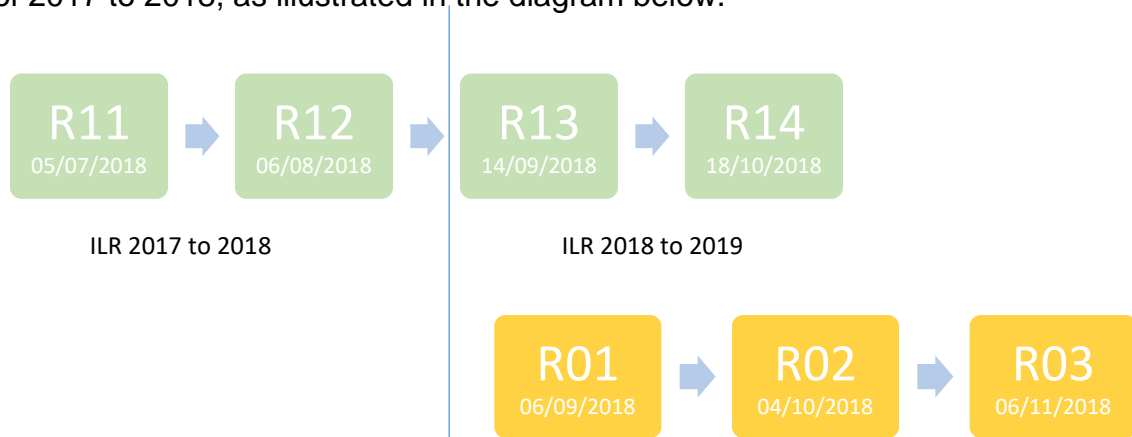 2017 to 2018, as illustrated in the diagram below.
R11
05/07/2018
R12
06/08/2018
R13
14/09/2018
R14
18/10/2018
ILR 2017 to 2018
ILR 2018 to 2019
R01
06/09/2018
R02
04/10/2018
R03
06/11/2018